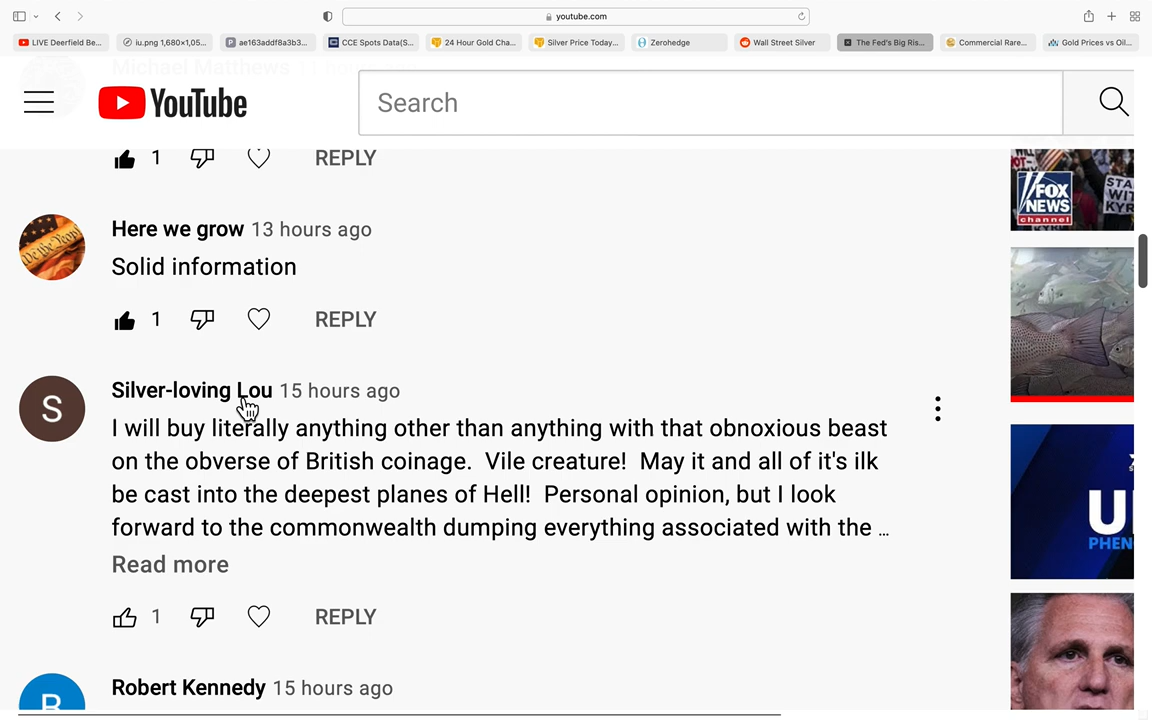 youtube.com
LIVE Deerfield Be...
iu.png 1,680×1,05...
ae163addf8a3b3...
CCE Spots Data(S...
24 Hour Gold Cha...
Silver Price Today...
Zerohedge
Wall Street Silver
The Fed's Big Ris...
Commercial Rare...
Gold Prices vs Oil...
YouTube
Search
1 REPLY
Here we grow 13 hours ago
Solid information
1 REPLY
S
Silver-loving Lou 15 hours ago
I will buy literally anything other than anything with that obnoxious beast
on the obverse of British coinage. Vile creature! May it and all of it's ilk
be cast into the deepest planes of Hell! Personal opinion, but I look
forward to the commonwealth dumping everything associated with the ...
Read more
1 REPLY
Robert Kennedy 15 hours ago
FOX
NEWS
channel
STA
WIT
KYR
U
PHEN